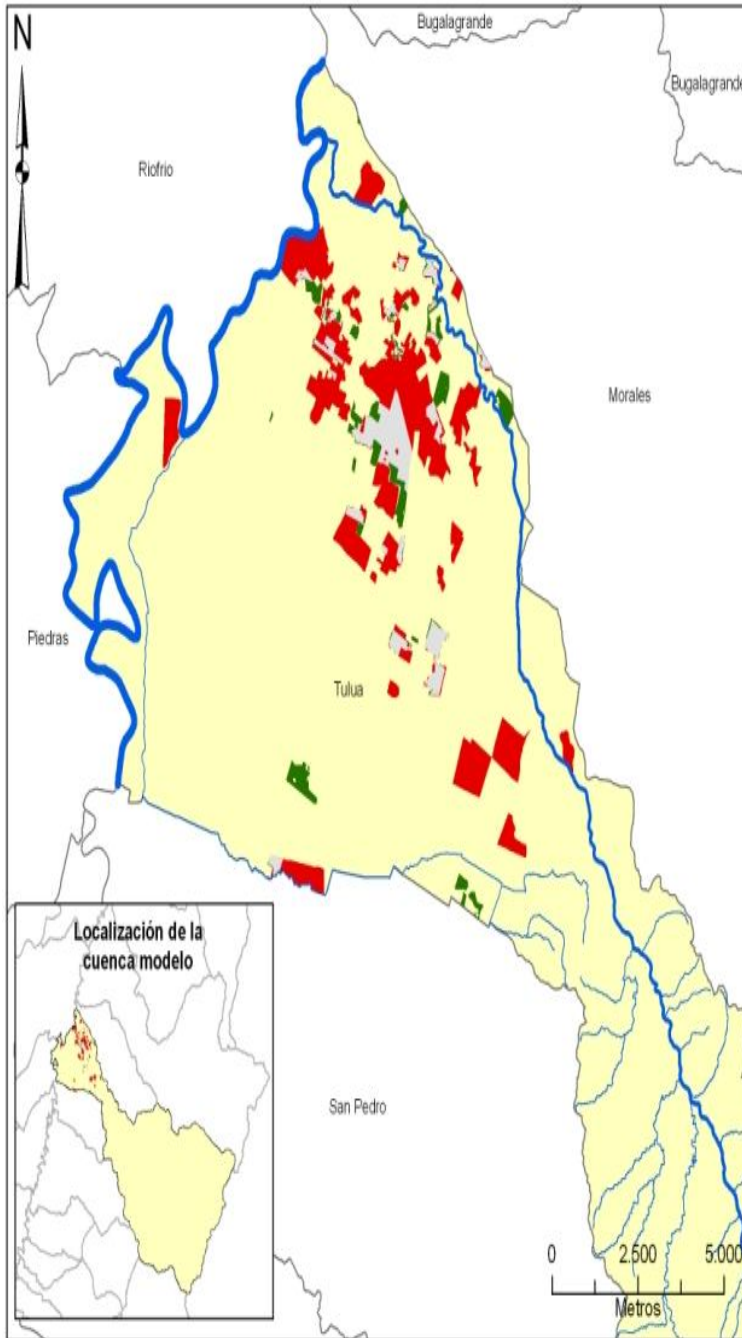 Bugalagrande
N
Bugalagrande
Riofrio
Morales
Piedras
Tulua
Localización de la
cuenca modelo
San Pedro
0 2.500 5.000
Metros